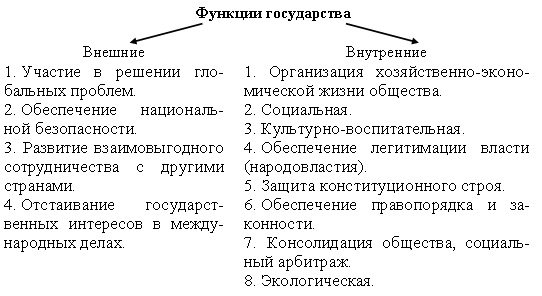 Функции государства
Внешние
1. Участие в решении гло-
бальных проблем.
2. Обеспечение националь-
ной безопасности.
3. Развитие взаимовыгодного
сотрудничества с другими
странами.
4. Отстаивание государст-
венных интересов в между-
народных делах.
Внутренние
1. Организация хозяйственно-эконо-
мической жизни общества.
2. Социальная.
3. Культурно-воспитательная.
4. Обеспечение легитимации власти
(народовластия).
5. Защита конституционного строя.
6. Обеспечение правопорядка и за-
конности.
7. Консолидация общества, социаль-
ный арбитраж.
8. Экологическая.